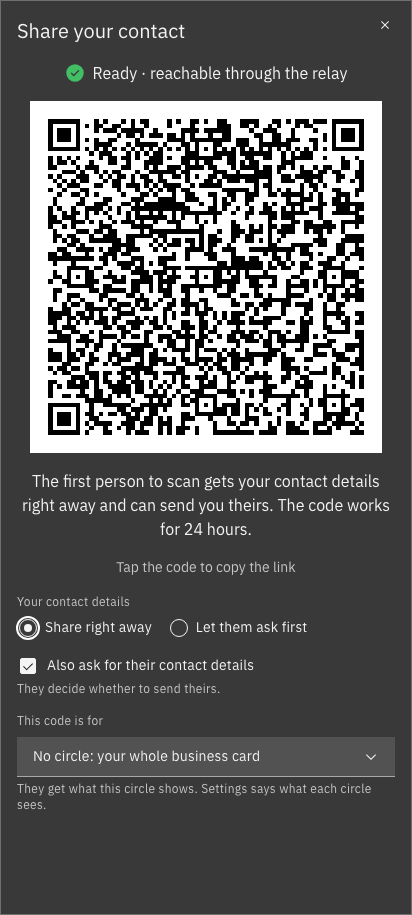 Share your contact
Ready · reachable through the relay
The first person to scan gets your contact details
right away and can send you theirs. The code works
for 24 hours.
Tap the code to copy the link
Your contact details
Share right away
Let them ask first
Also ask for their contact details
They decide whether to send theirs.
This code is for
No circle: your whole business card
They get what this circle shows. Settings says what each circle
sees.